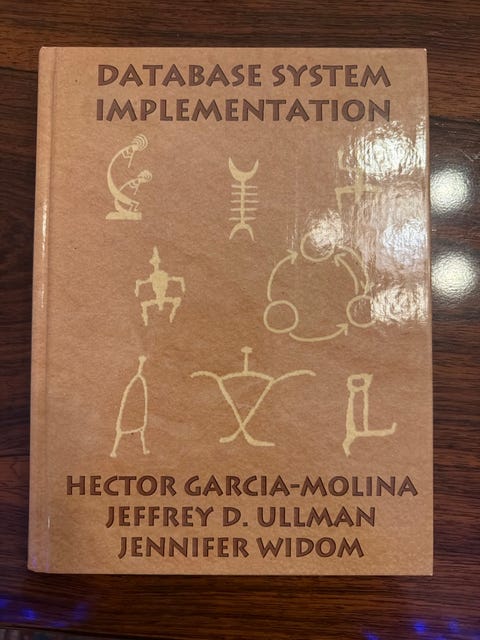 DATABASE SYSTEM
IMPLEMENTATION
HECTOR GARCIA-MOLINA
JEFFREY D. ULLMAN
JENNIFER WIDOM